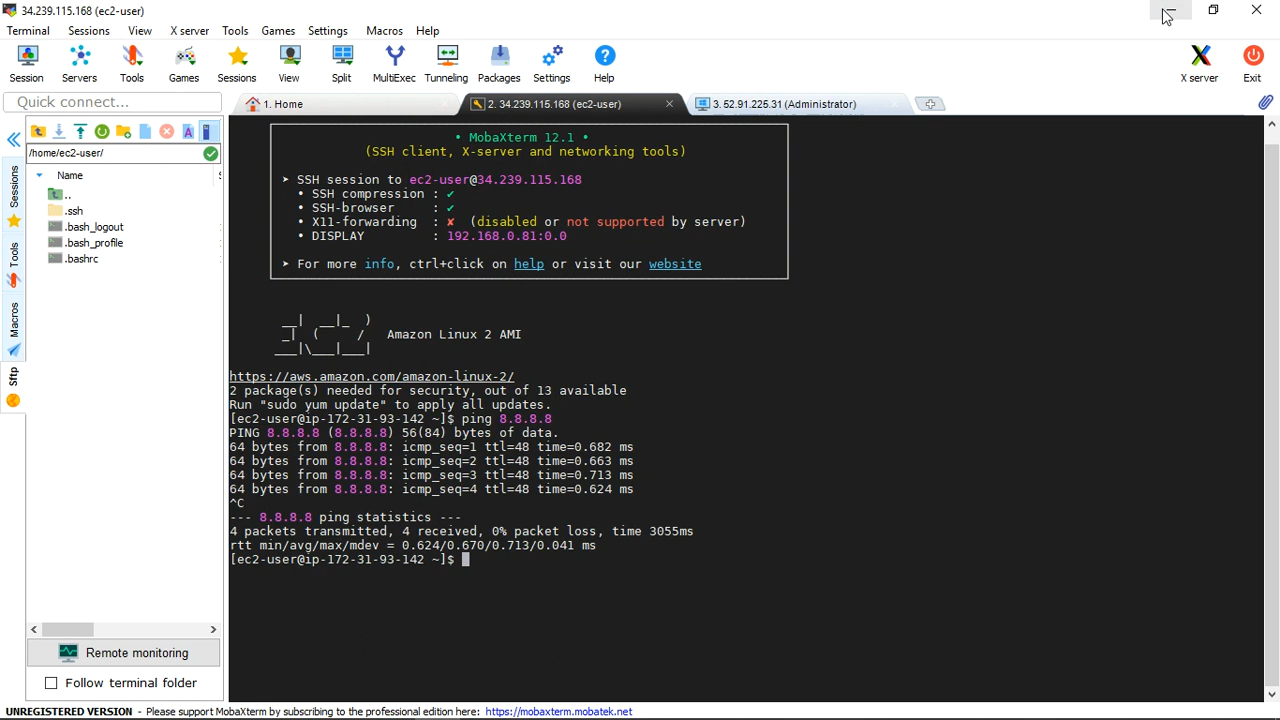 34.239.115.168 (ec2-user)
Terminal Sessions View X server Tools Games Settings Macros Help
Session Servers Tools Games Sessions View Split MultiExec Tunneling Packages Settings Help X server Exit
Quick connect...
1. Home
2. 34.239.115.168 (ec2-user)
3. 52.91.225.31 (Administrator)
/home/ec2-user/
Name
..
.ssh
.bash_logout
.bash_profile
.bashrc
Sessions
Tools
Macros
Sftp
Remote monitoring
Follow terminal folder
• MobaXterm 12.1 •
(SSH client, X-server and networking tools)
➤ SSH session to ec2-user@34.239.115.168
• SSH compression : ✔
• SSH-browser : ✔
• X11-forwarding : ✘ (disabled or not supported by server)
• DISPLAY : 192.168.0.81:0.0
➤ For more info, ctrl+click on help or visit our website
__| __|_ )
_| ( / Amazon Linux 2 AMI
___|\___|___|
https://aws.amazon.com/amazon-linux-2/
2 package(s) needed for security, out of 13 available
Run "sudo yum update" to apply all updates.
[ec2-user@ip-172-31-93-142 ~]$ ping 8.8.8.8
PING 8.8.8.8 (8.8.8.8) 56(84) bytes of data.
64 bytes from 8.8.8.8: icmp_seq=1 ttl=48 time=0.682 ms
64 bytes from 8.8.8.8: icmp_seq=2 ttl=48 time=0.663 ms
64 bytes from 8.8.8.8: icmp_seq=3 ttl=48 time=0.713 ms
64 bytes from 8.8.8.8: icmp_seq=4 ttl=48 time=0.624 ms
^C
--- 8.8.8.8 ping statistics ---
4 packets transmitted, 4 received, 0% packet loss, time 3055ms
rtt min/avg/max/mdev = 0.624/0.670/0.713/0.041 ms
[ec2-user@ip-172-31-93-142 ~]$
UNREGISTERED VERSION - Please support MobaXterm by subscribing to the professional edition here: https://mobaxterm.mobatek.net